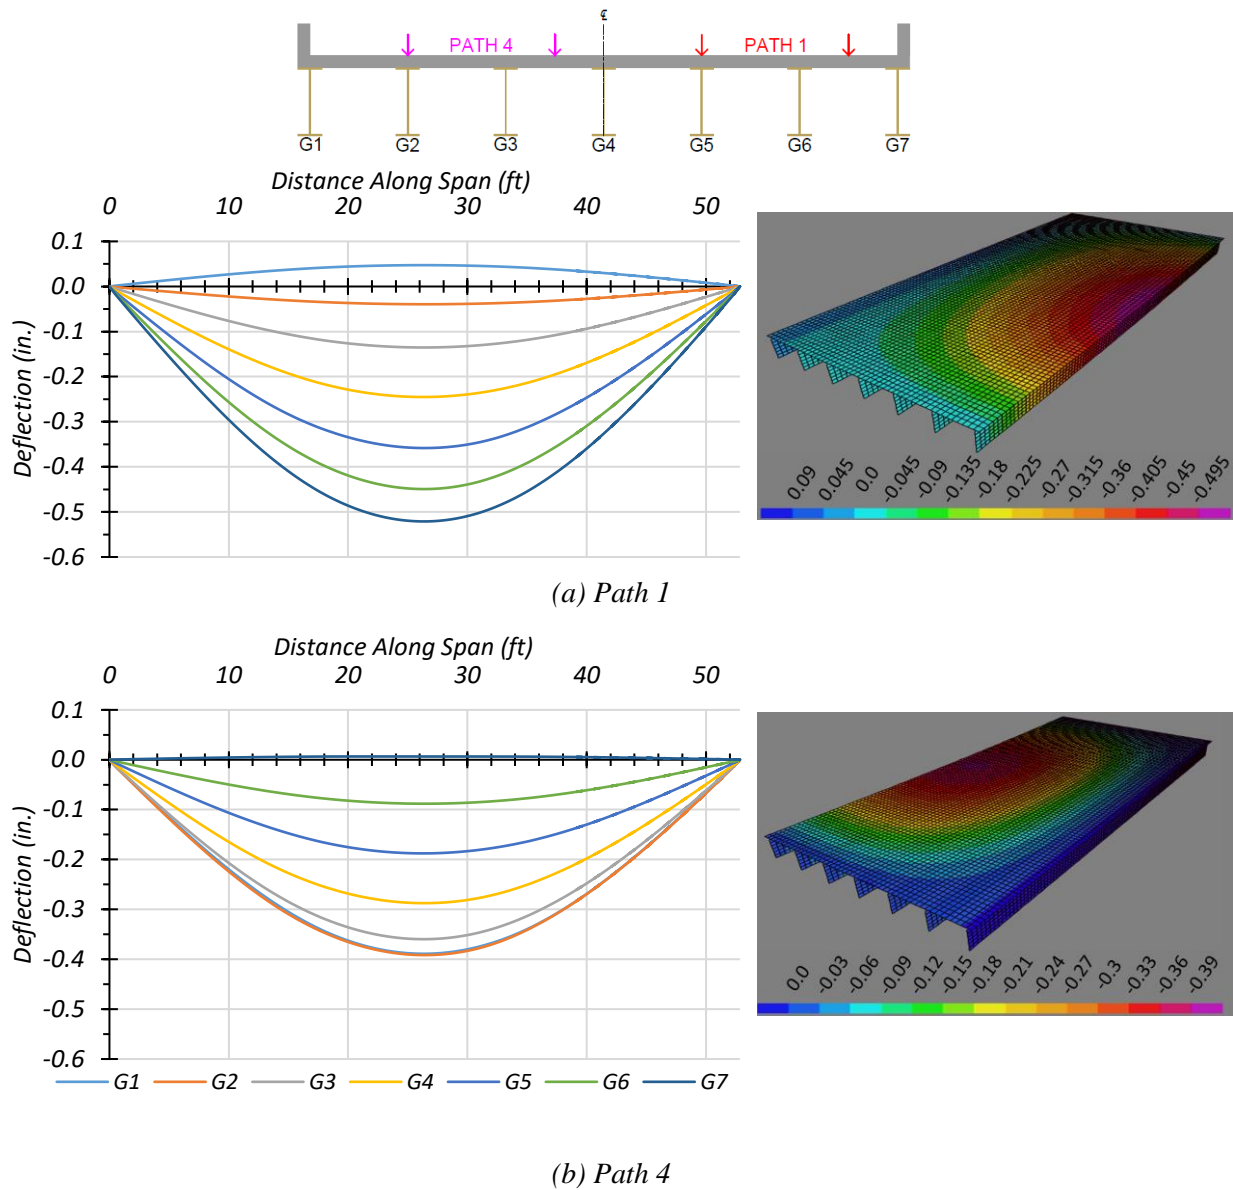 ℄
PATH 4 PATH 1
G1 G2 G3 G4 G5 G6 G7
Distance Along Span (ft)
0 10 20 30 40 50
Deflection (in.)
0.1
0.0
-0.1
-0.2
-0.3
-0.4
-0.5
-0.6
0.09 0.045 0.0 -0.045 -0.09 -0.135 -0.18 -0.225 -0.27 -0.315 -0.36 -0.405 -0.45 -0.495
(a) Path 1
Distance Along Span (ft)
0 10 20 30 40 50
Deflection (in.)
0.1
0.0
-0.1
-0.2
-0.3
-0.4
-0.5
-0.6
0.0 -0.03 -0.06 -0.09 -0.12 -0.15 -0.18 -0.21 -0.24 -0.27 -0.3 -0.33 -0.36 -0.39
G1 G2 G3 G4 G5 G6 G7
(b) Path 4